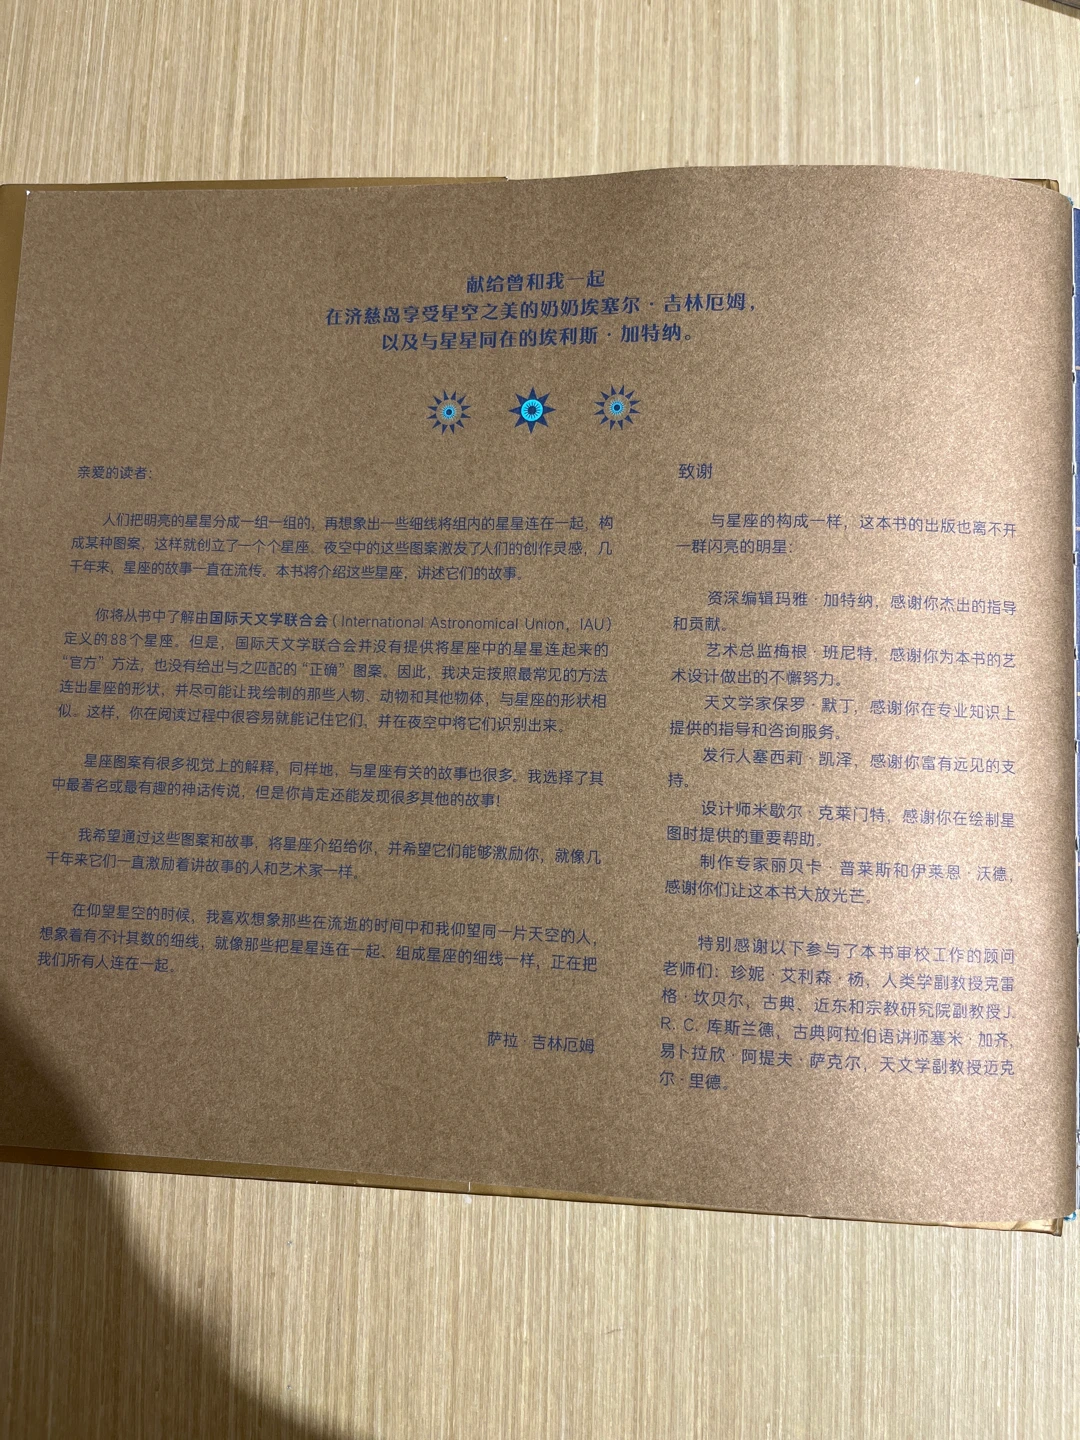 献给曾和我一起
在济慈岛享受星空之美的奶奶埃塞尔·吉林厄姆，
以及与星星同在的埃利斯·加特纳。
亲爱的读者：
人们把明亮的星星分成一组一组的，再想象出一些细线将组内的星星连在一起，构
成某种图案，这样就创立了一个个星座。夜空中的这些图案激发了人们的创作灵感，几
千年来、星座的故事一直在流传。本书将介绍这些星座，讲述它们的故事。
你将从书中了解由国际天文学联合会（International Astronomical Union，IAU）
定义的88个星座。但是，国际天文学联合会并没有提供将星座中的星星连起来的
“官方”方法，也没有给出与之匹配的“正确”图案。因此，我决定按照最常见的方法
连出星座的形状，并尽可能让我绘制的那些人物、动物和其他物体，与星座的形状相
似。这样，你在阅读过程中很容易就能记住它们，并在夜空中将它们识别出来。
星座图案有很多视觉上的解释，同样地，与星座有关的故事也很多。我选择了其
中最著名或最有趣的神话传说，但是你肯定还能发现很多其他的故事！
我希望通过这些图案和故事，将星座介绍给你，并希望它们能够激励你，就像几
千年来它们一直激励着讲故事的人和艺术家一样。
在仰望星空的时候，我喜欢想象那些在流逝的时间中和我仰望同一片天空的人，
想象着有不计其数的细线，就像那些把星星连在一起、组成星座的细线一样，正在把
我们所有人连在一起。
萨拉·吉林厄姆
致谢
与星座的构成一样，这本书的出版也离不开
一群闪亮的明星：
资深编辑玛雅·加特纳，感谢你杰出的指导
和贡献。
艺术总监梅根·班尼特，感谢你为本书的艺
术设计做出的不懈努力。
天文学家保罗·默丁，感谢你在专业知识上
提供的指导和咨询服务。
发行人塞西莉·凯泽，感谢你富有远见的支
持。
设计师米歇尔·克莱门特，感谢你在绘制星
图时提供的重要帮助。
制作专家丽贝卡·普莱斯和伊莱恩·沃德，
感谢你们让这本书大放光芒。
特别感谢以下参与了本书审校工作的顾问
老师们：珍妮·艾利森·杨，人类学副教授克雷
格·坎贝尔，古典、近东和宗教研究院副教授J.
R. C. 库斯兰德，古典阿拉伯语讲师塞米·加齐，
易卜拉欣·阿提夫·萨克尔，天文学副教授迈克
尔·里德。